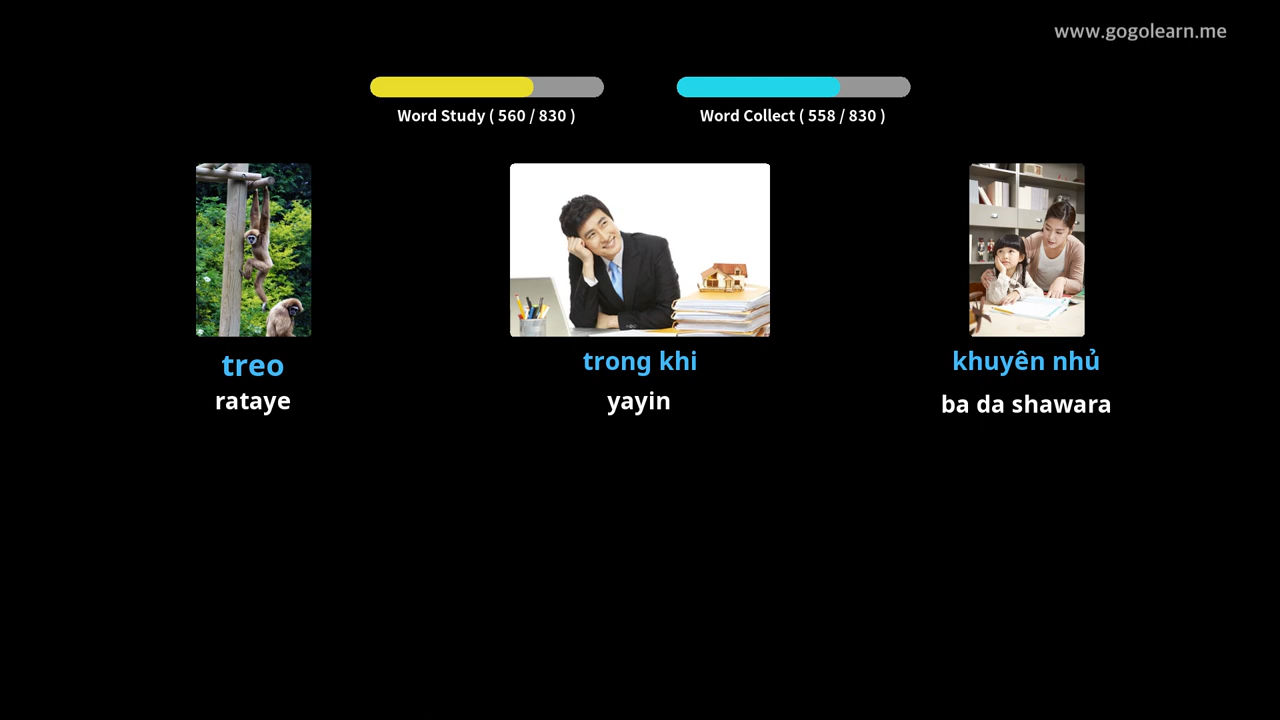 www.gogolearn.me
Word Study ( 560 / 830 )
Word Collect ( 558 / 830 )
treo
rataye
trong khi
yayin
khuyên nhủ
ba da shawara